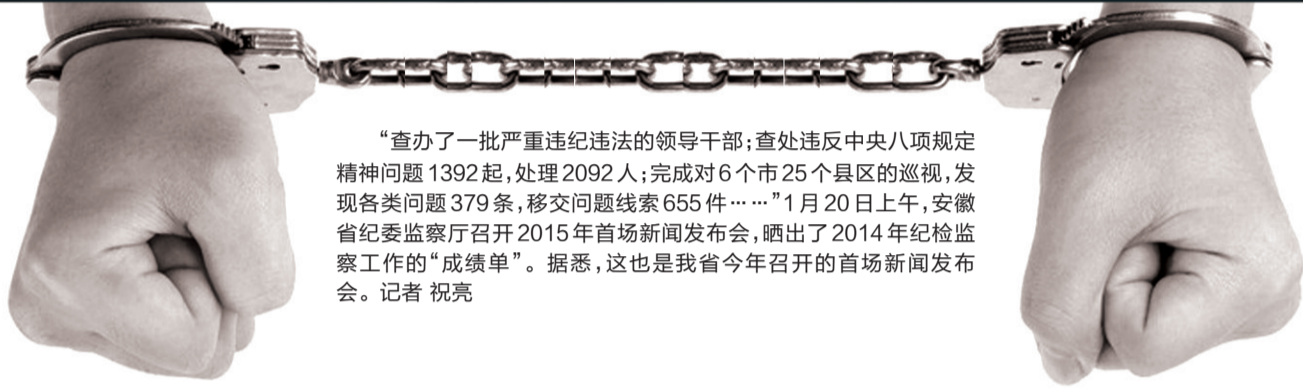 “查办了一批严重违纪违法的领导干部;查处违反中央八项规定
精神问题1392起,处理2092人;完成对6个市25个县区的巡视,发
现各类问题379条,移交问题线索655件……”1月20日上午,安徽
省纪委监察厅召开2015年首场新闻发布会,晒出了2014年纪检监
察工作的“成绩单”。据悉,这也是我省今年召开的首场新闻发布
会。记者 祝亮